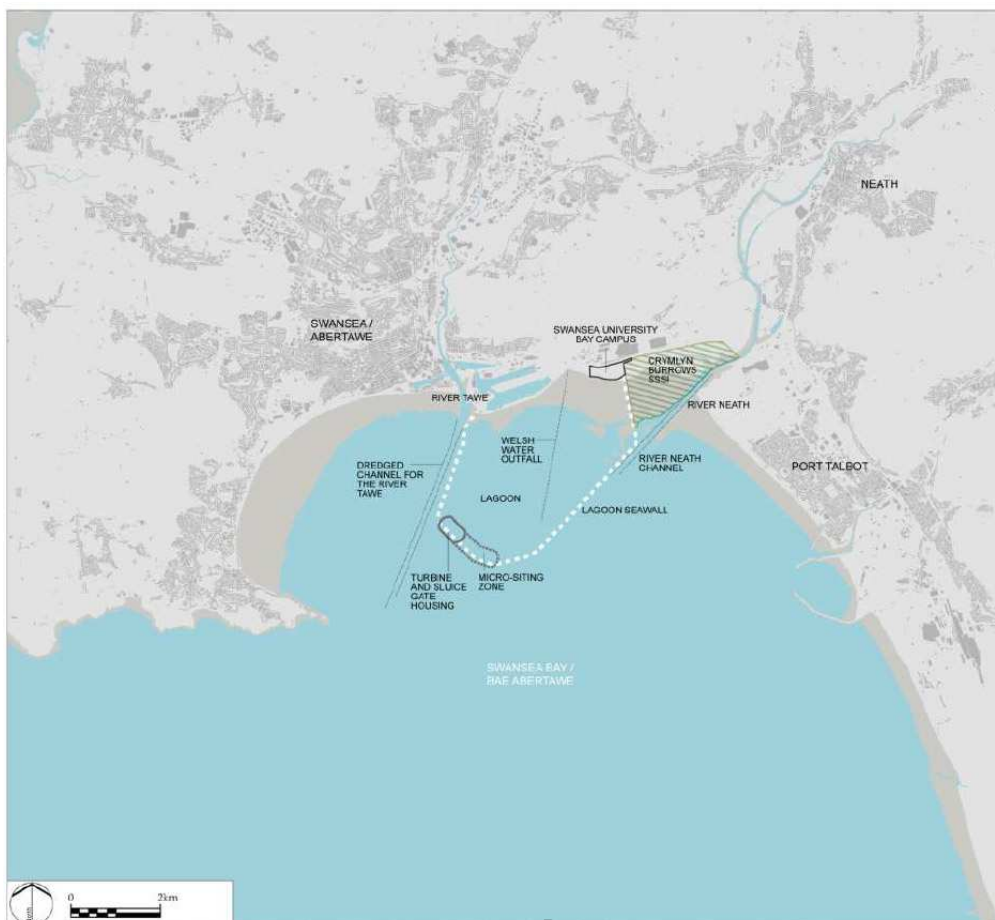 NEATH
SWANSEA /
ABERTAWE
SWANSEA UNIVERSITY
BAY CAMPUS
CRYMLYN
BURROWS
SSSI
RIVER TAWE
RIVER NEATH
WELSH
WATER
OUTFALL
RIVER NEATH
CHANNEL
PORT TALBOT
DREDGED
CHANNEL FOR
THE RIVER
TAWE
LAGOON
LAGOON SEAWALL
TURBINE
AND SLUICE
GATE
HOUSING
MICRO-SITING
ZONE
SWANSEA BAY /
BAE ABERTAWE
0 2km